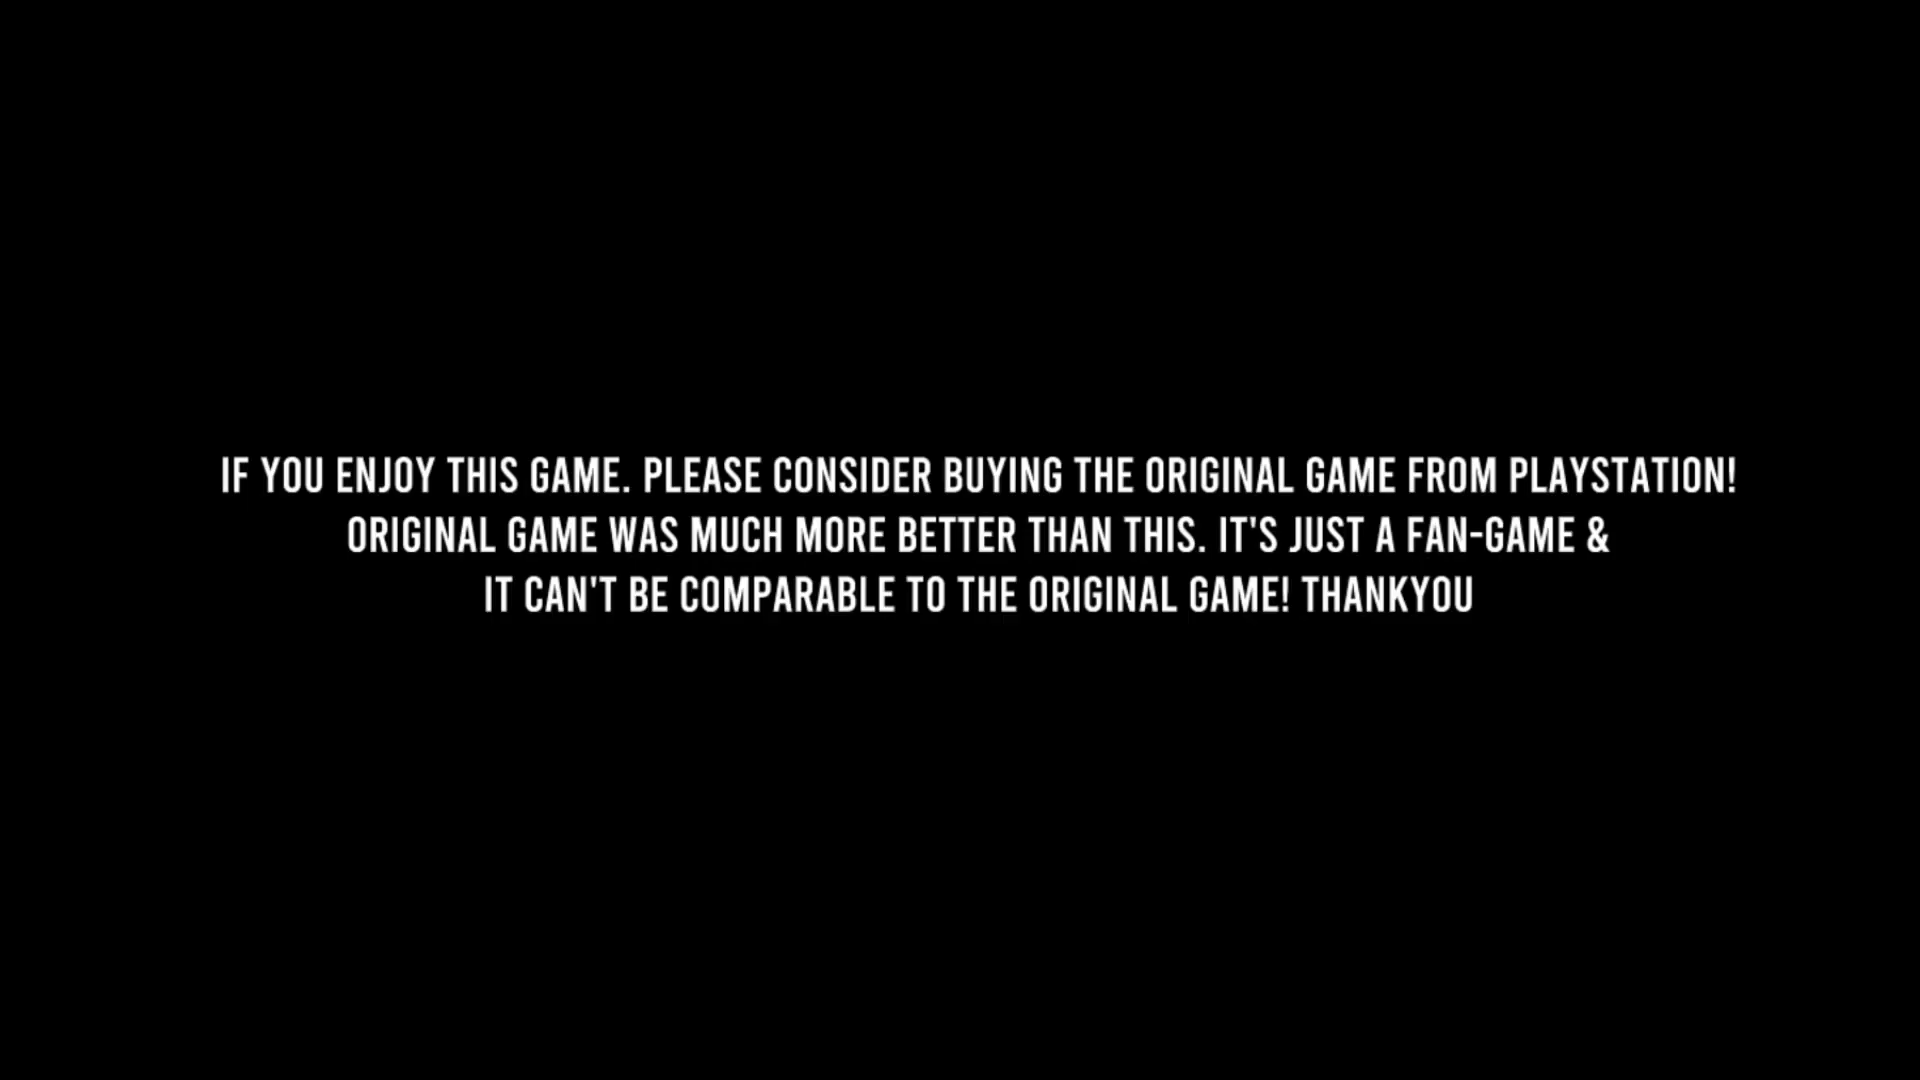 IF YOU ENJOY THIS GAME. PLEASE CONSIDER BUYING THE ORIGINAL GAME FROM PLAYSTATION!
ORIGINAL GAME WAS MUCH MORE BETTER THAN THIS. IT'S JUST A FAN-GAME &
IT CAN'T BE COMPARABLE TO THE ORIGINAL GAME! THANKYOU